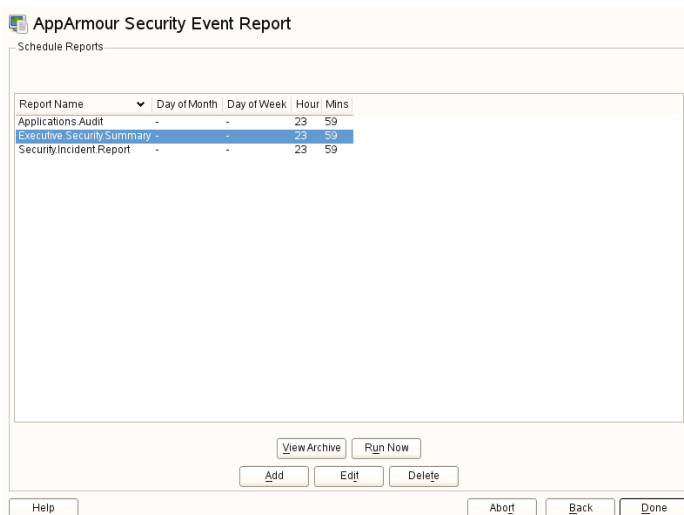 AppArmour Security Event Report
Schedule Reports
Report Name Day of Month Day of Week Hour Mins
Applications.Audit - - 23 59
Executive.Security.Summary - - 23 59
Security.Incident.Report - - 23 59
View Archive Run Now
Add Edit Delete
Help Abort Back Done